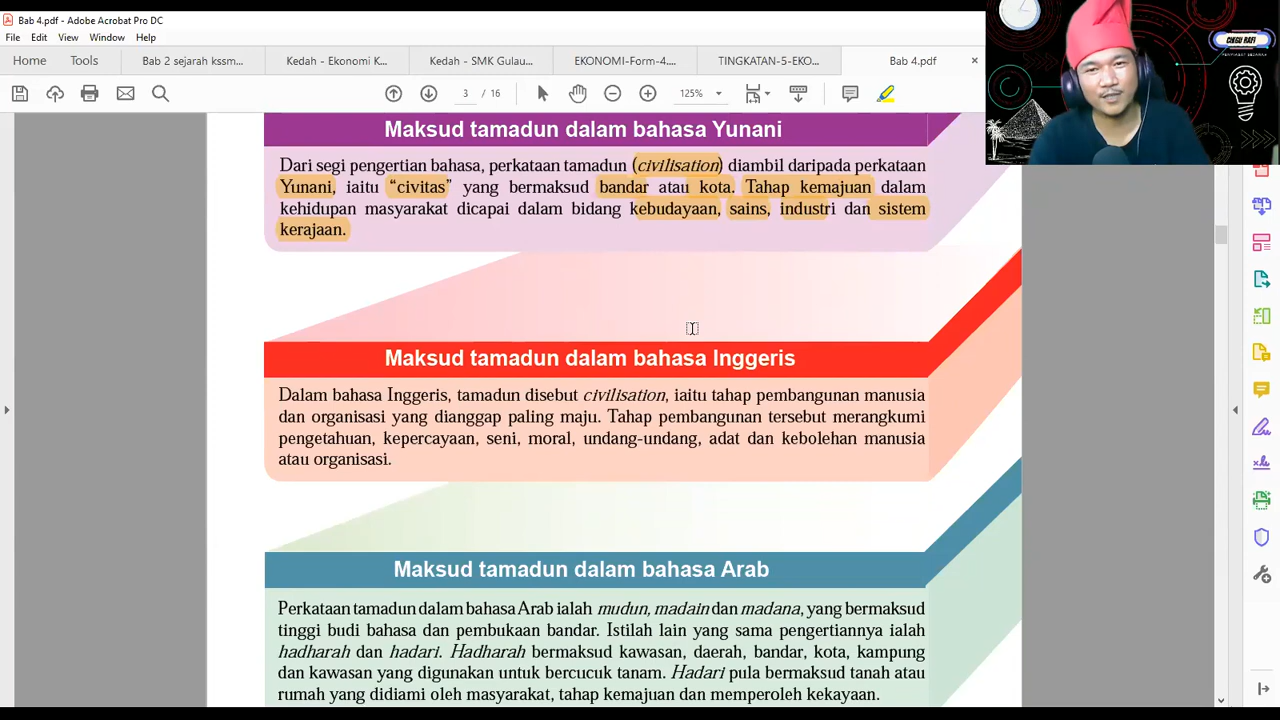 Bab 4.pdf - Adobe Acrobat Pro DC
File Edit View Window Help
Home Tools Bab 2 sejarah kssm... Kedah - Ekonomi K... Kedah - SMK Gulau... EKONOMI-Form-4.... TINGKATAN-5-EKO... Bab 4.pdf ×
3 / 16 125%
CIKGU RAFI
Maksud tamadun dalam bahasa Yunani
Dari segi pengertian bahasa, perkataan tamadun (civilisation) diambil daripada perkataan
Yunani, iaitu “civitas” yang bermaksud bandar atau kota. Tahap kemajuan dalam
kehidupan masyarakat dicapai dalam bidang kebudayaan, sains, industri dan sistem
kerajaan.
Maksud tamadun dalam bahasa Inggeris
Dalam bahasa Inggeris, tamadun disebut civilisation, iaitu tahap pembangunan manusia
dan organisasi yang dianggap paling maju. Tahap pembangunan tersebut merangkumi
pengetahuan, kepercayaan, seni, moral, undang-undang, adat dan kebolehan manusia
atau organisasi.
Maksud tamadun dalam bahasa Arab
Perkataan tamadun dalam bahasa Arab ialah mudun, madain dan madana, yang bermaksud
tinggi budi bahasa dan pembukaan bandar. Istilah lain yang sama pengertiannya ialah
hadharah dan hadari. Hadharah bermaksud kawasan, daerah, bandar, kota, kampung
dan kawasan yang digunakan untuk bercucuk tanam. Hadari pula bermaksud tanah atau
rumah yang didiami oleh masyarakat, tahap kemajuan dan memperoleh kekayaan.